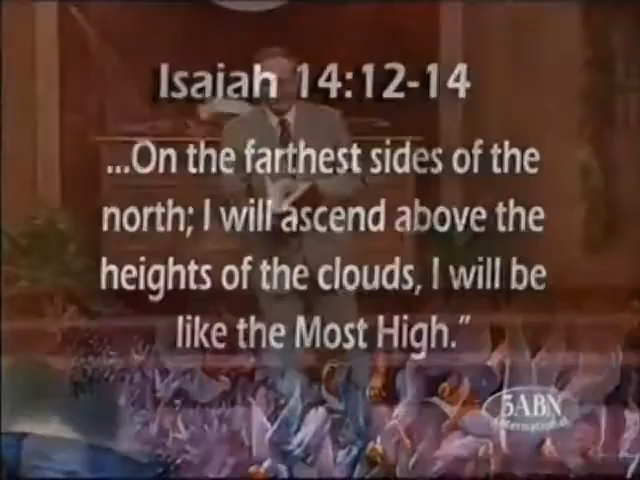 Isaiah 14:12-14
...On the farthest sides of the
north; I will ascend above the
heights of the clouds, I will be
like the Most High.”
3ABN
International